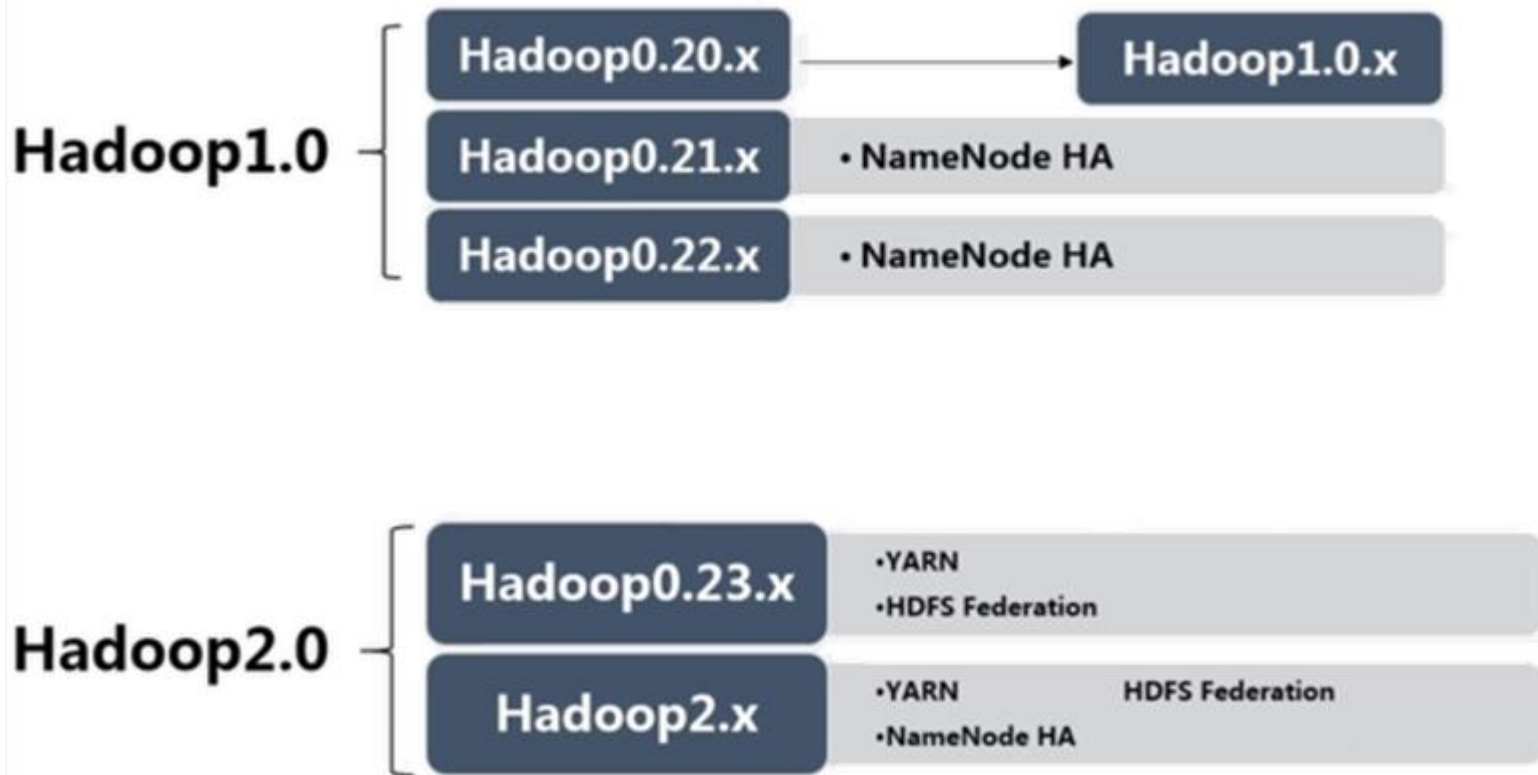 Hadoop1.0
Hadoop0.20.x
Hadoop1.0.x
Hadoop0.21.x
• NameNode HA
Hadoop0.22.x
• NameNode HA
Hadoop2.0
Hadoop0.23.x
•YARN
•HDFS Federation
Hadoop2.x
•YARN HDFS Federation
•NameNode HA